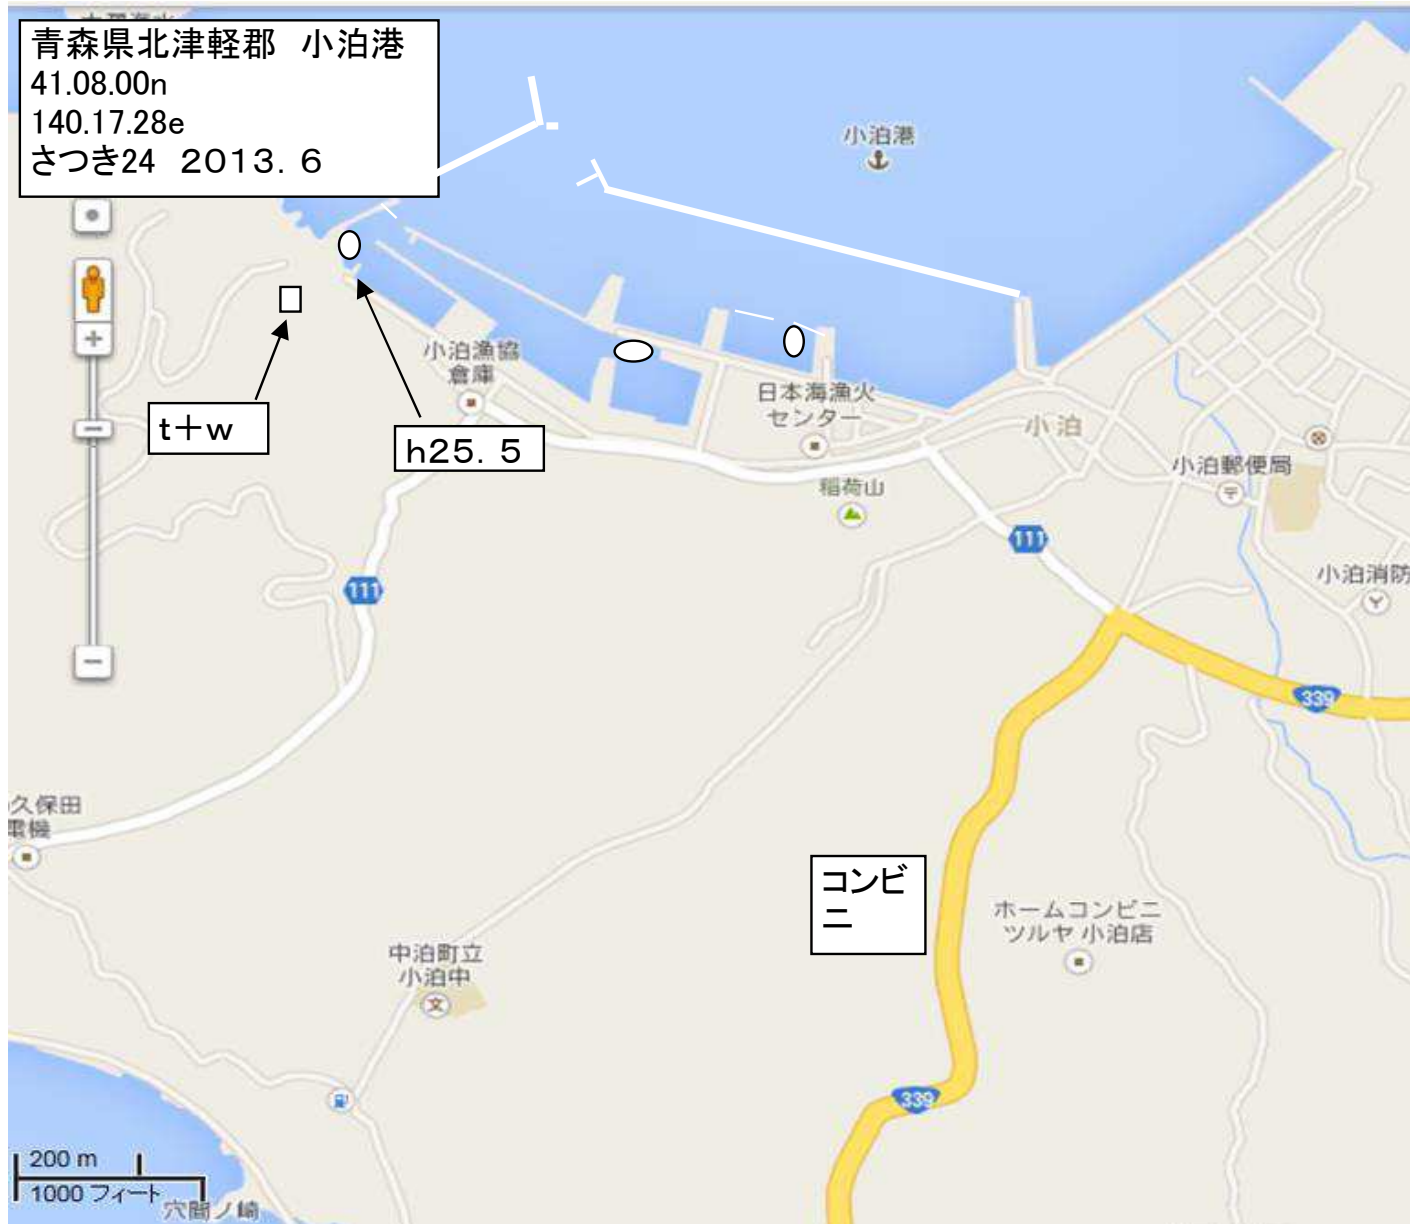 青森県北津軽郡　小泊港
41.08.00n
140.17.28e
さつき24　２０１３．６
小泊港
小泊漁協
倉庫
t＋w
h25．5
日本海漁火
センター
小泊
小泊郵便局
稲荷山
111
小泊消防
111
339
久保田
電機
コンビ
ニ
ホームコンビニ
ツルヤ 小泊店
中泊町立
小泊中
文
339
200 m
1000 フィート
穴間ノ崎